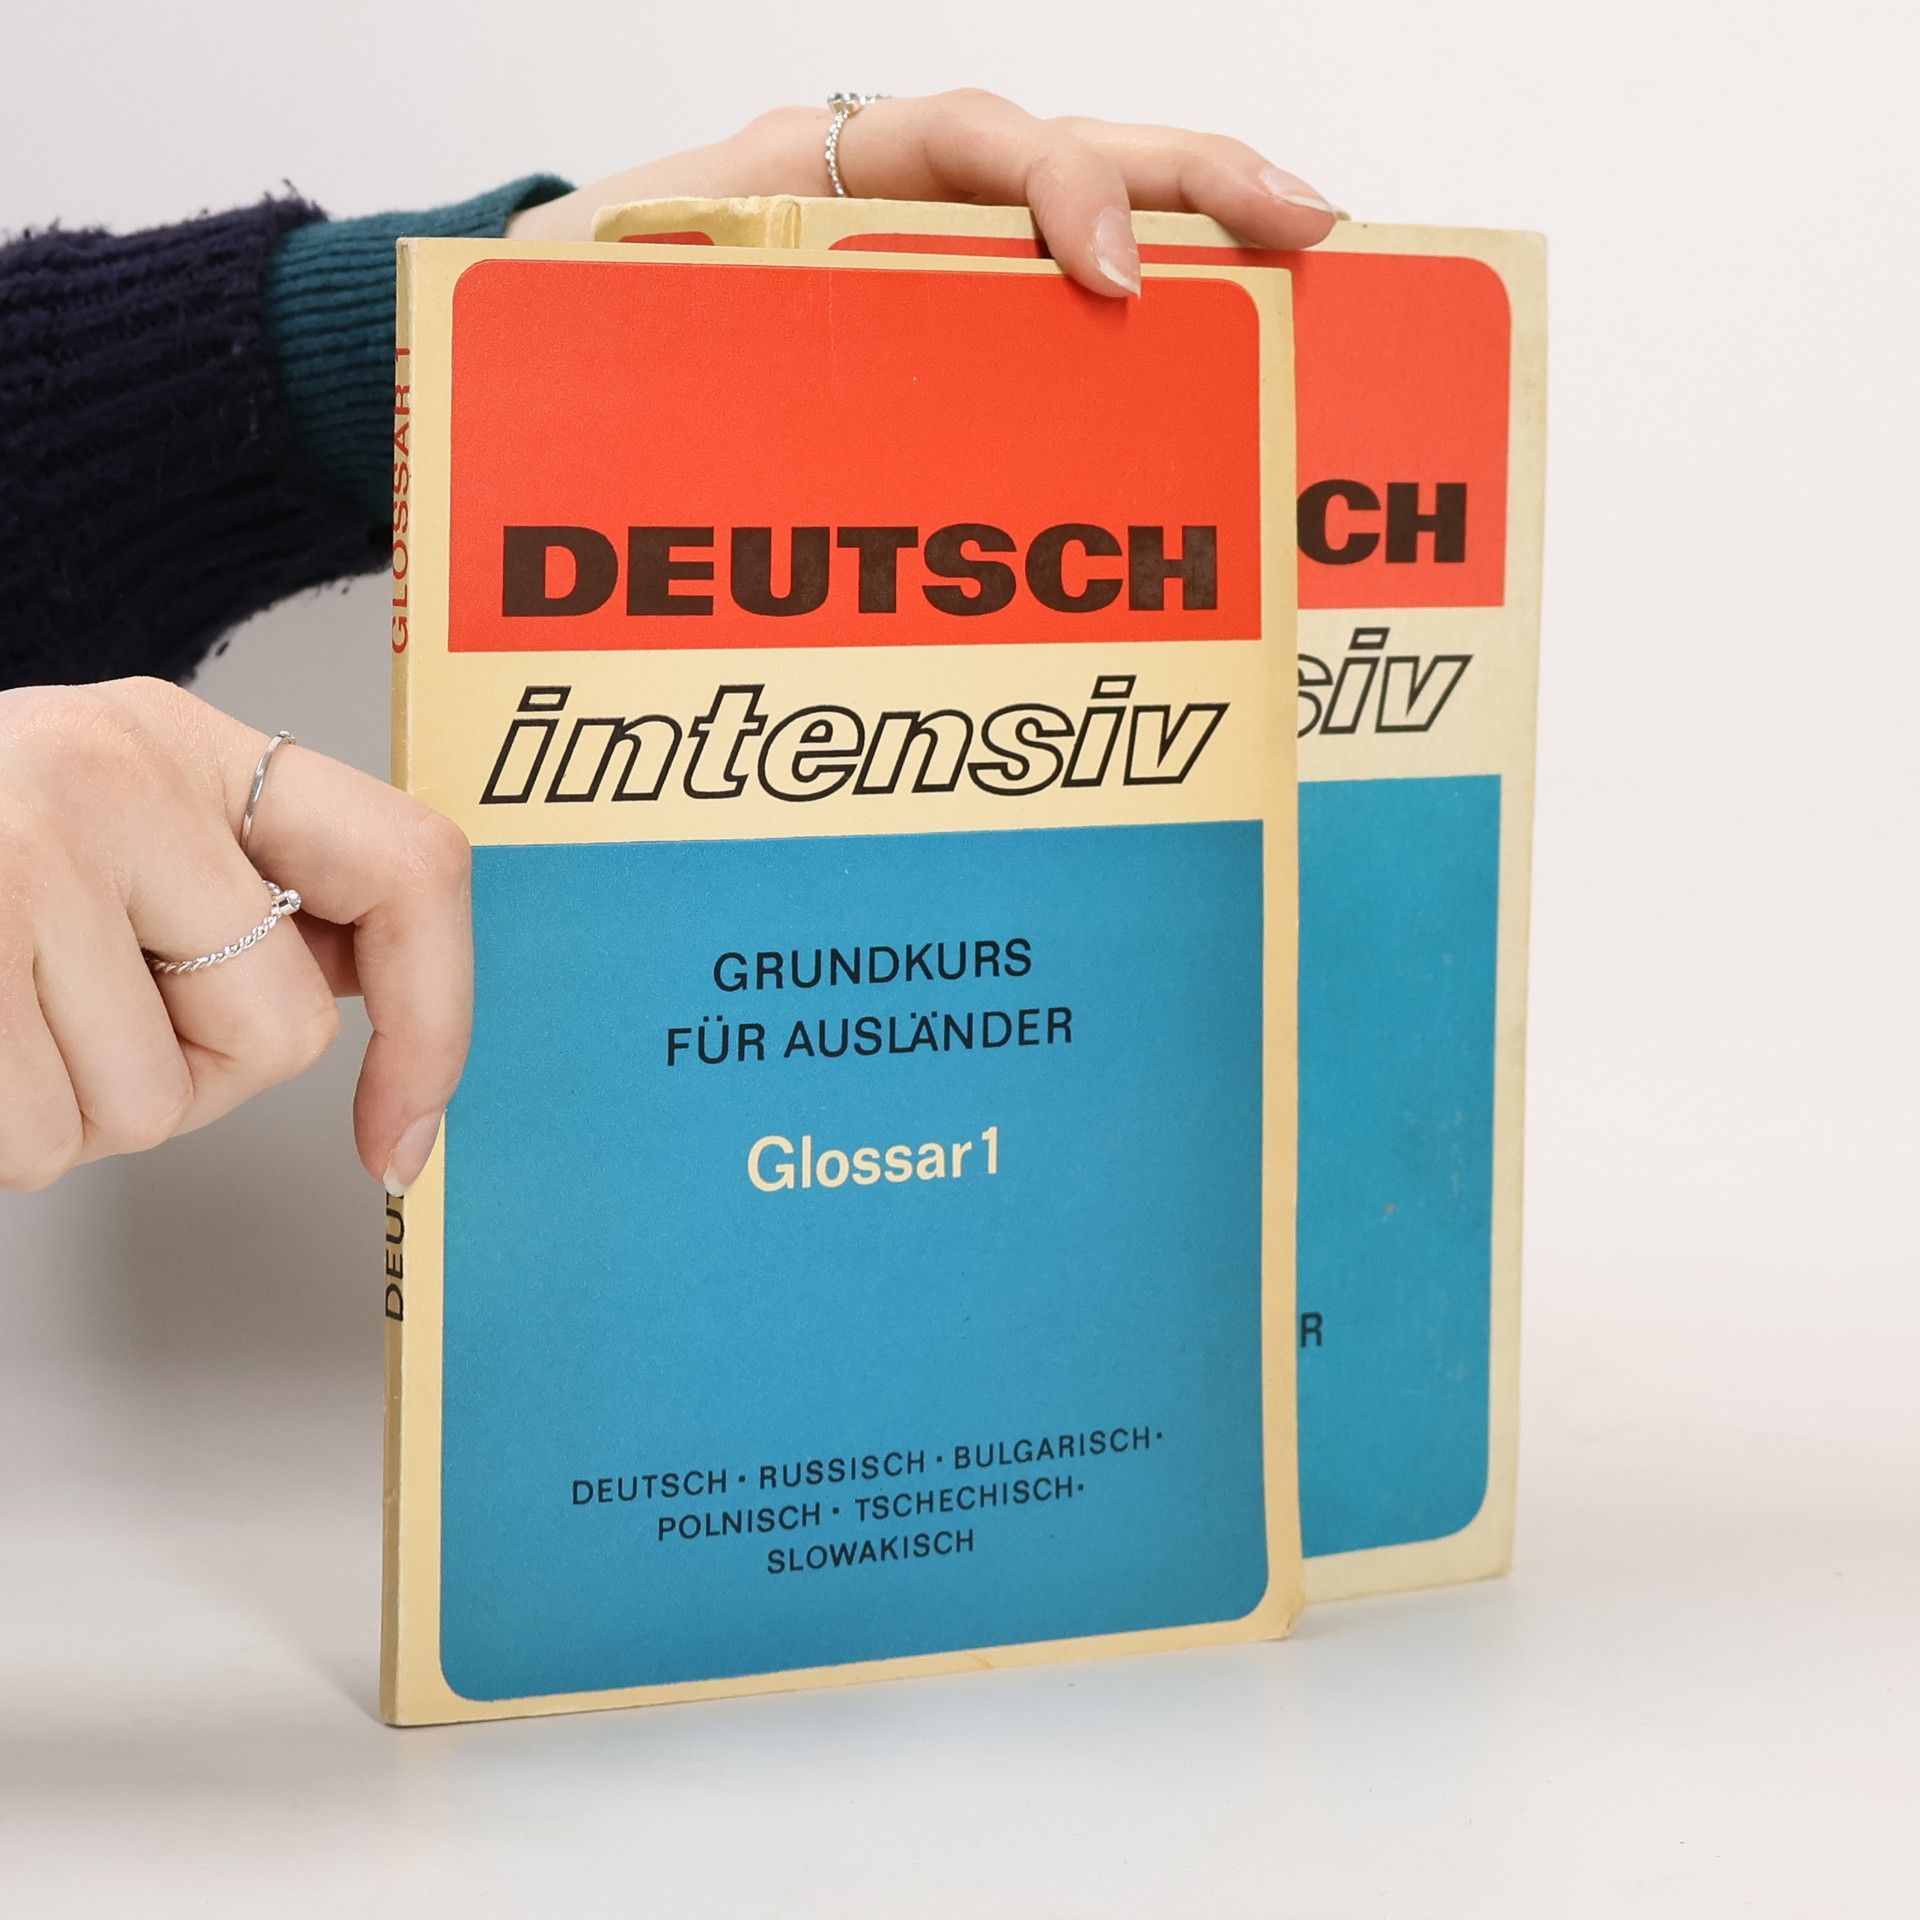 GLOSSAR 1
DEUTSCH
intensiv
GRUNDKURS
FÜR AUSLÄNDER
Glossar 1
DEUTSCH · RUSSISCH · BULGARISCH ·
POLNISCH · TSCHECHISCH ·
SLOWAKISCH
DEUT
CH
siv
R